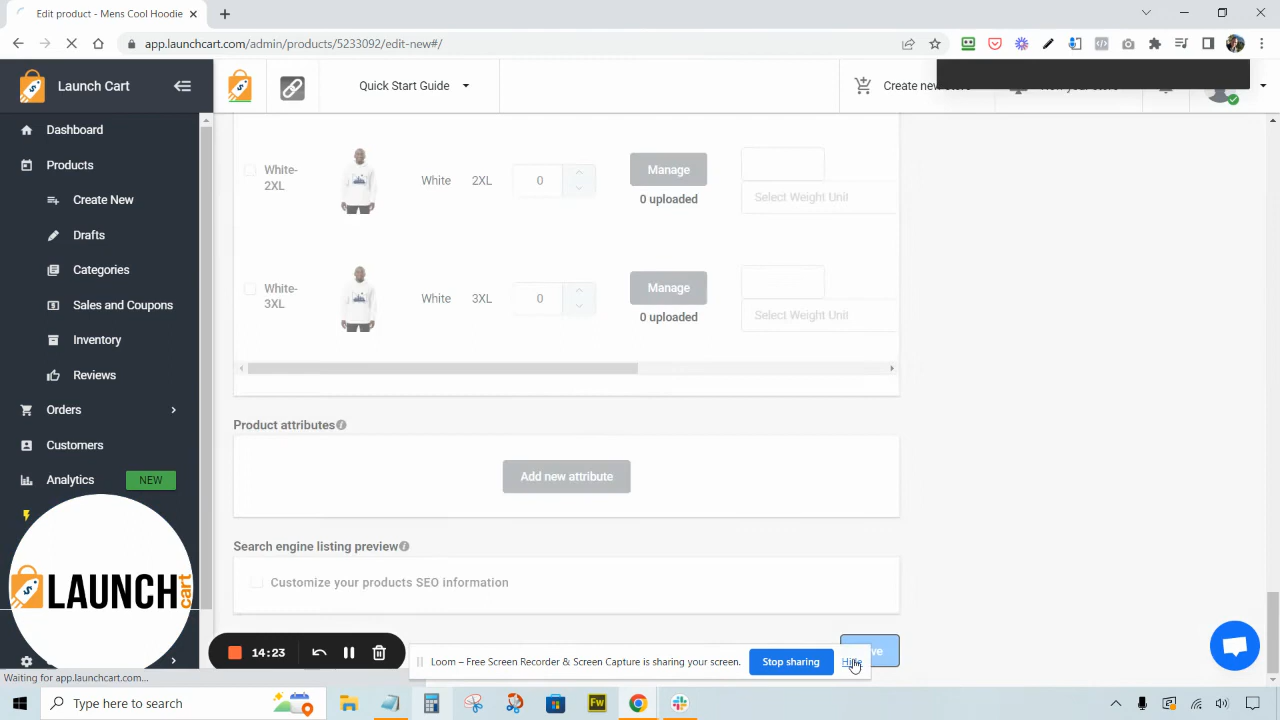 Edit product - Mens Cool Hoodie
app.launchcart.com/admin/products/5233092/edit-new#/
Launch Cart
Quick Start Guide
Create new
Dashboard
Products
Create New
Drafts
Categories
Sales and Coupons
Inventory
Reviews
Orders
Customers
Analytics
NEW
LAUNCH
cart
White-
2XL
White
2XL
0
Manage
0 uploaded
Select Weight Unit
White-
3XL
White
3XL
0
Manage
0 uploaded
Select Weight Unit
Product attributes
Add new attribute
Search engine listing preview
Customize your products SEO information
14:23
Loom – Free Screen Recorder & Screen Capture is sharing your screen.
Stop sharing
Hide
Waiting for app.launchcart.com...
Type here to search
Fw